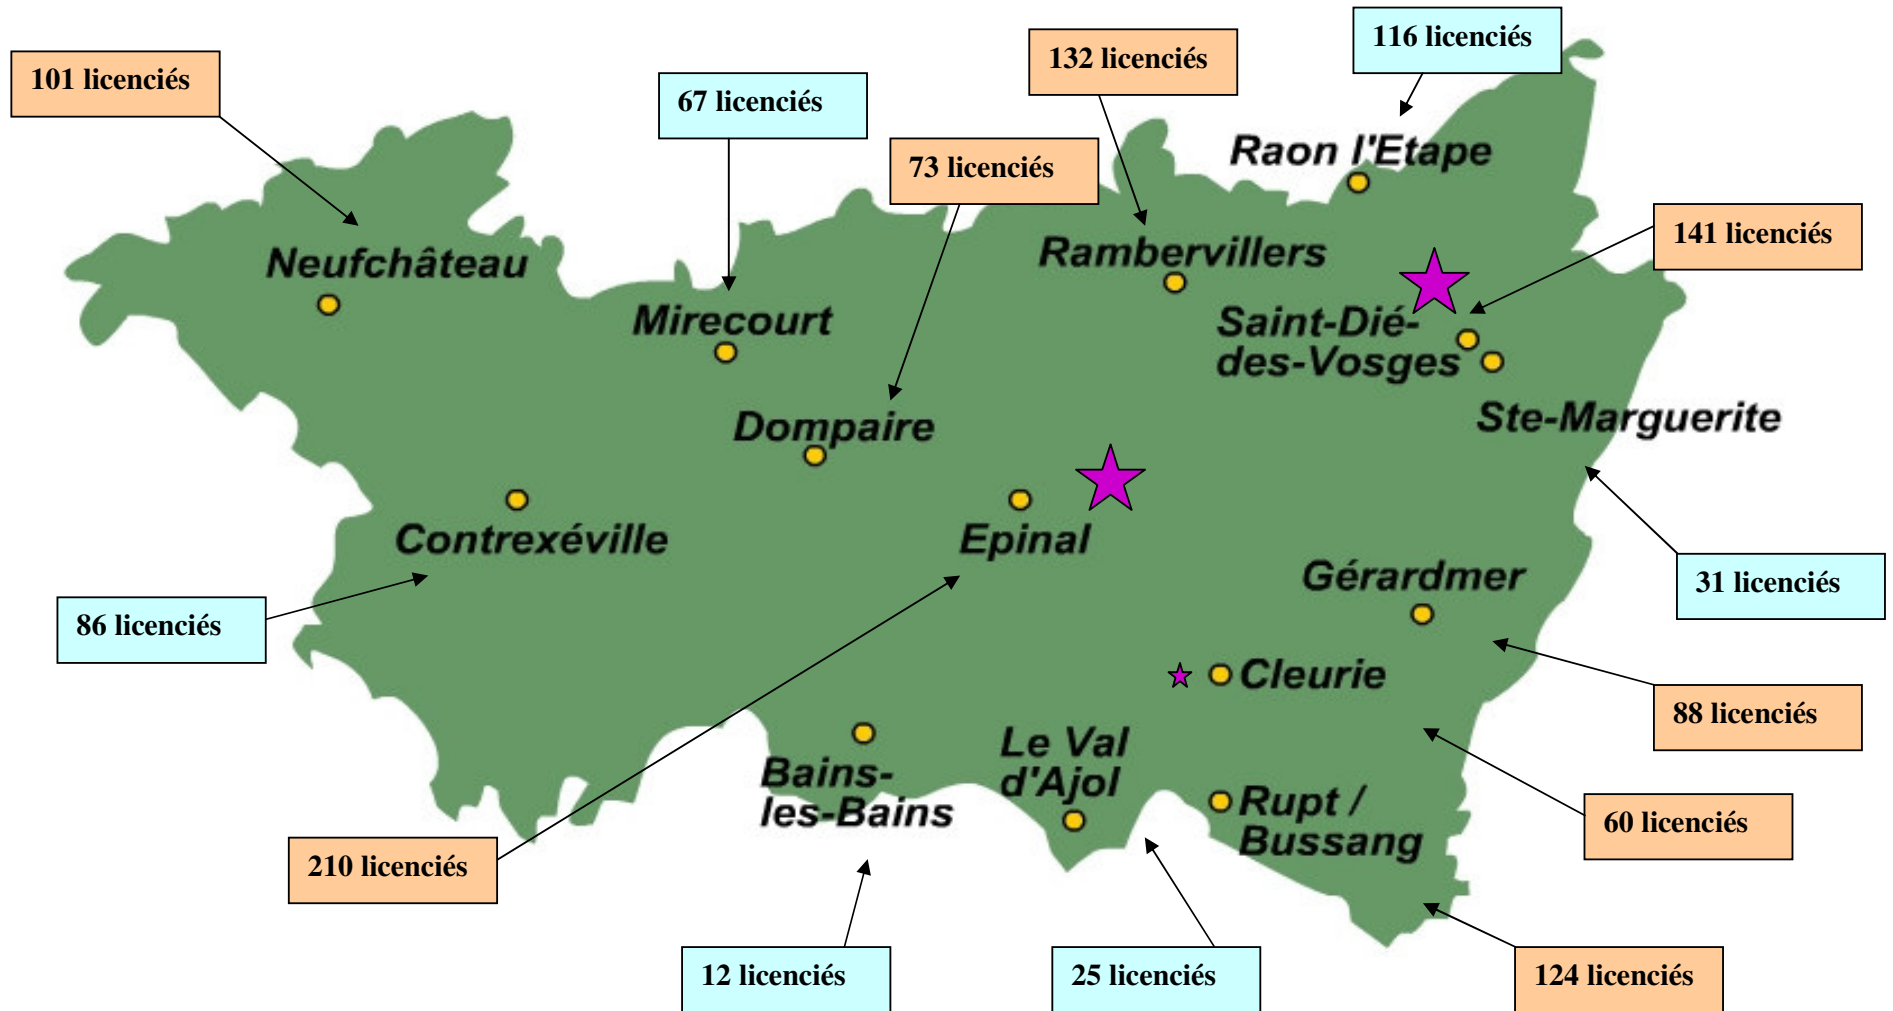 116 licenciés
132 licenciés
101 licenciés
67 licenciés
73 licenciés
Raon l'Etape
141 licenciés
Neufchâteau
Rambervillers
Mirecourt
Saint-Dié-
des-Vosges
Ste-Marguerite
Dompaire
Contrexéville
Epinal
Gérardmer
31 licenciés
86 licenciés
Cleurie
88 licenciés
Le Val
d'Ajol
Bains-
les-Bains
Rupt /
Bussang
60 licenciés
210 licenciés
12 licenciés
25 licenciés
124 licenciés